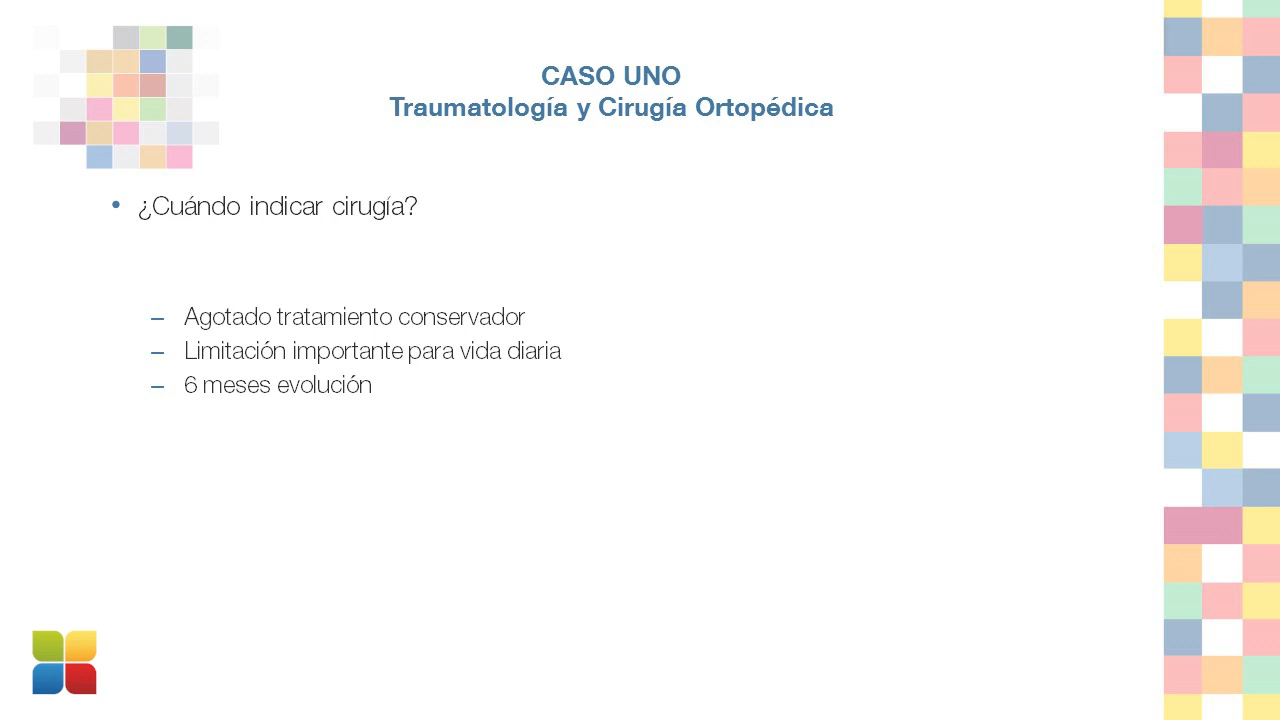 CASO UNO
Traumatología y Cirugía Ortopédica
• ¿Cuándo indicar cirugía?
– Agotado tratamiento conservador
– Limitación importante para vida diaria
– 6 meses evolución